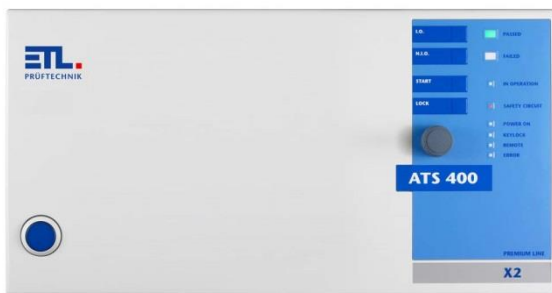 ETL.
PRÜFTECHNIK
I.O.
PASSED
N.I.O.
FAILED
START
IN OPERATION
LOCK
SAFETY CIRCUIT
POWER ON
KEYLOCK
REMOTE
ERROR
ATS 400
PREMIUM LINE
X2